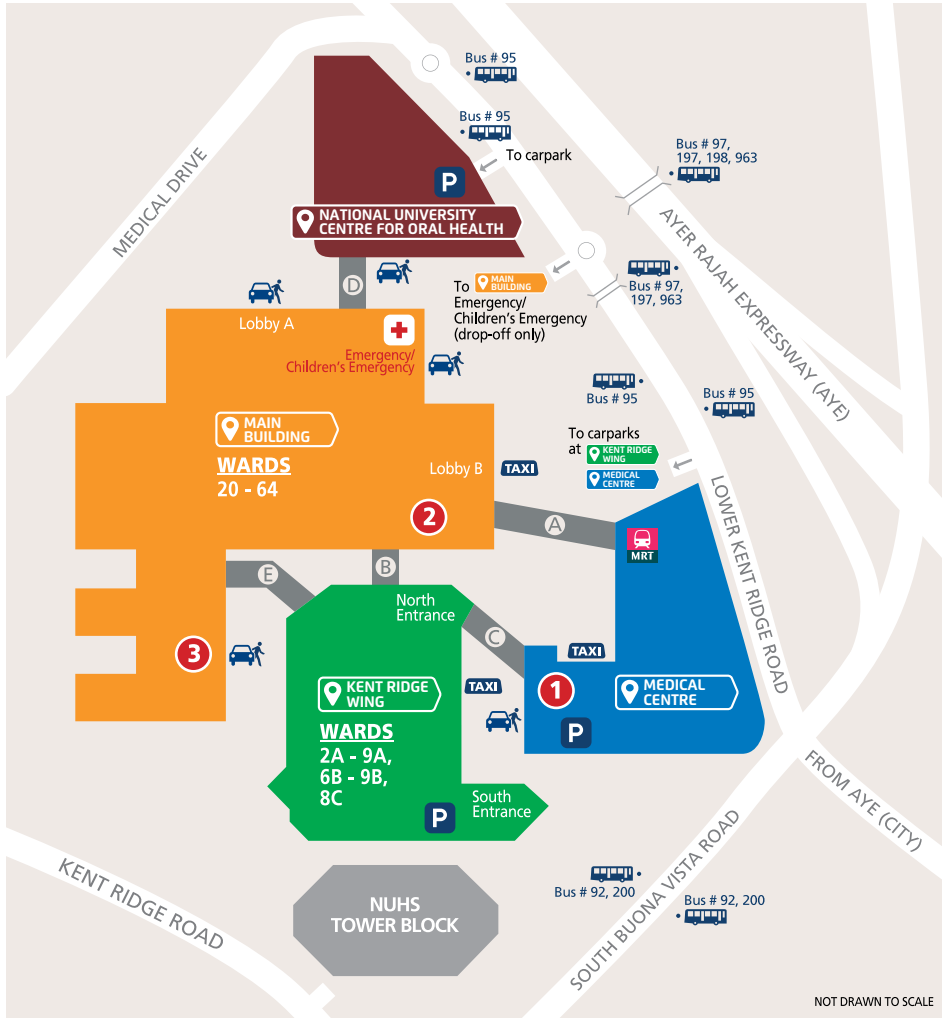 Bus # 95
Bus # 95
To carpark
P
Bus # 97,
197, 198, 963
MEDICAL DRIVE
NATIONAL UNIVERSITY
CENTRE FOR ORAL HEALTH
AYER RAJAH EXPRESSWAY (AYE)
D
To
MAIN
BUILDING
Emergency/
Children's Emergency
(drop-off only)
Bus # 97,
197, 963
Lobby A
Emergency/
Children's Emergency
Bus # 95
Bus # 95
MAIN
BUILDING
WARDS
20 - 64
Lobby B
TAXI
To carparks
at
KENT RIDGE
WING
MEDICAL
CENTRE
2
A
MRT
LOWER KENT RIDGE ROAD
E
B
North
Entrance
C
3
TAXI
KENT RIDGE
WING
TAXI
1
MEDICAL
CENTRE
WARDS
2A - 9A,
6B - 9B,
8C
P
P
South
Entrance
FROM AYE (CITY)
SOUTH BUONA VISTA ROAD
KENT RIDGE ROAD
NUHS
TOWER BLOCK
Bus # 92, 200
Bus # 92, 200
NOT DRAWN TO SCALE